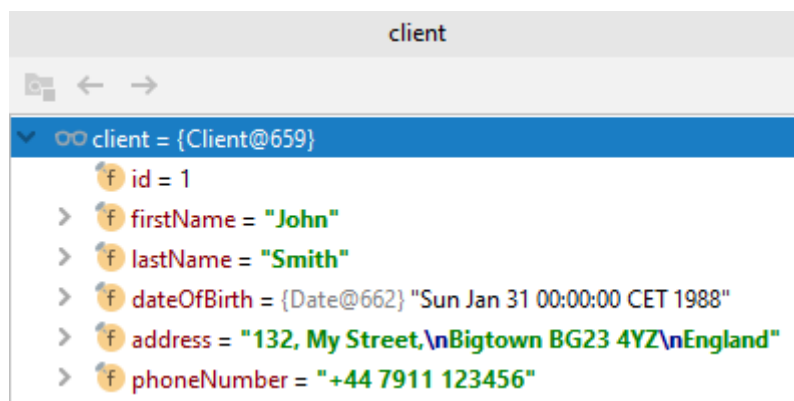 client
client = {Client@659}
f id = 1
f firstName = "John"
f lastName = "Smith"
f dateOfBirth = {Date@662} "Sun Jan 31 00:00:00 CET 1988"
f address = "132, My Street,\nBigtown BG23 4YZ\nEngland"
f phoneNumber = "+44 7911 123456"